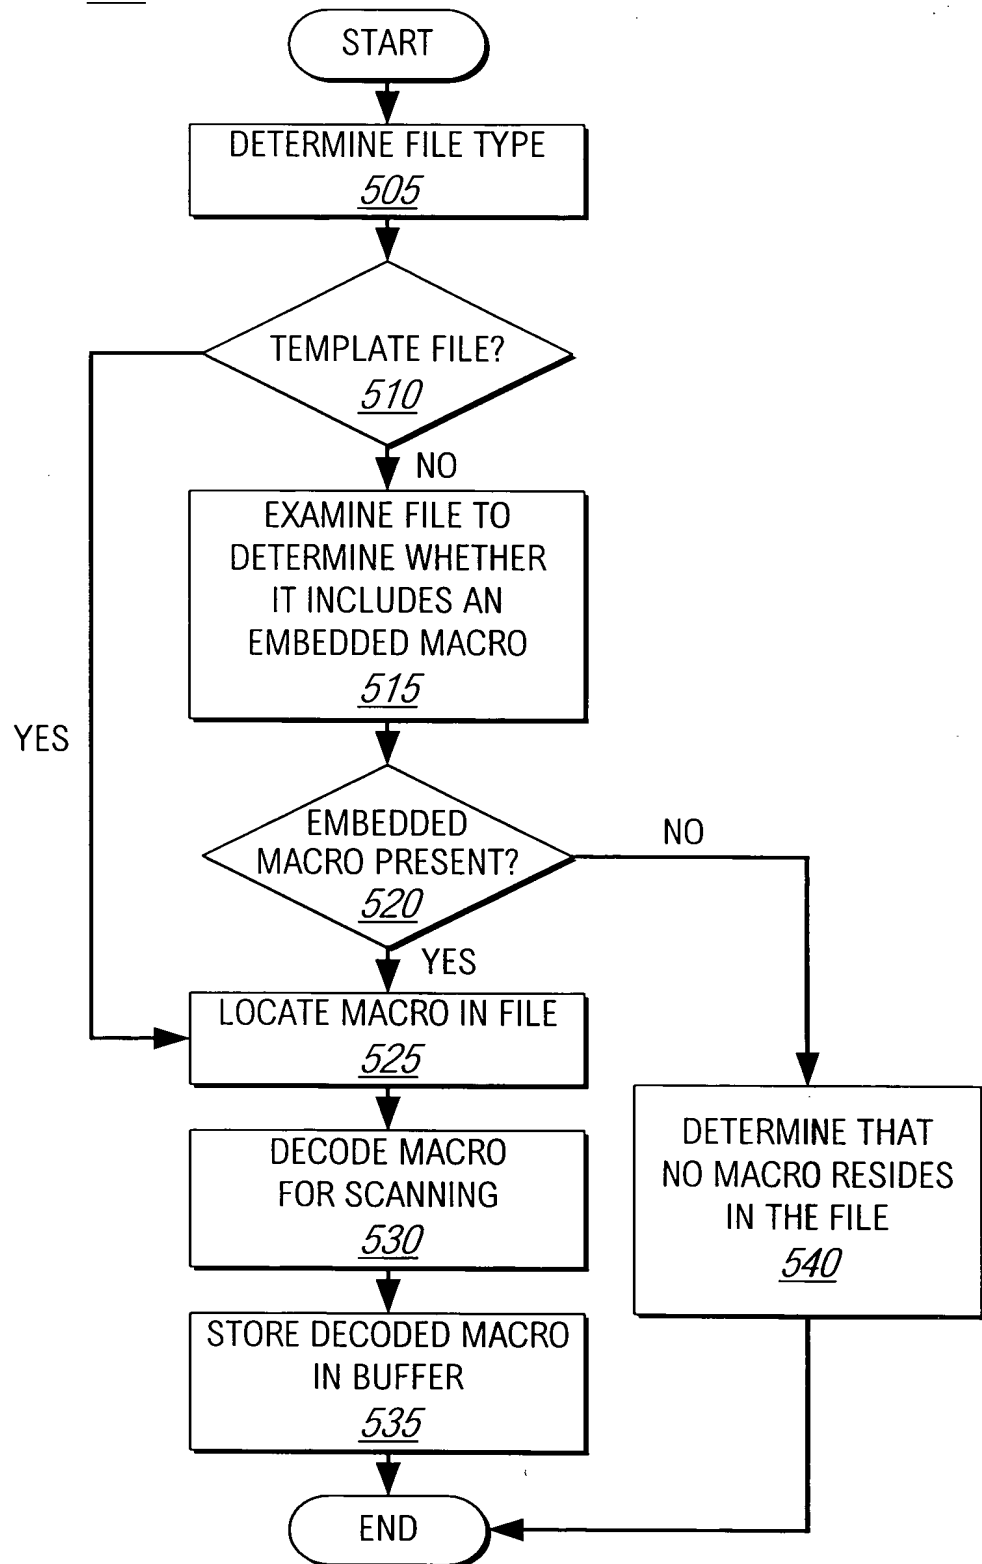 START
DETERMINE FILE TYPE
505
TEMPLATE FILE?
510
NO
EXAMINE FILE TO
DETERMINE WHETHER
IT INCLUDES AN
EMBEDDED MACRO
515
YES
EMBEDDED
MACRO PRESENT?
520
NO
YES
LOCATE MACRO IN FILE
525
DECODE MACRO
FOR SCANNING
530
DETERMINE THAT
NO MACRO RESIDES
IN THE FILE
540
STORE DECODED MACRO
IN BUFFER
535
END